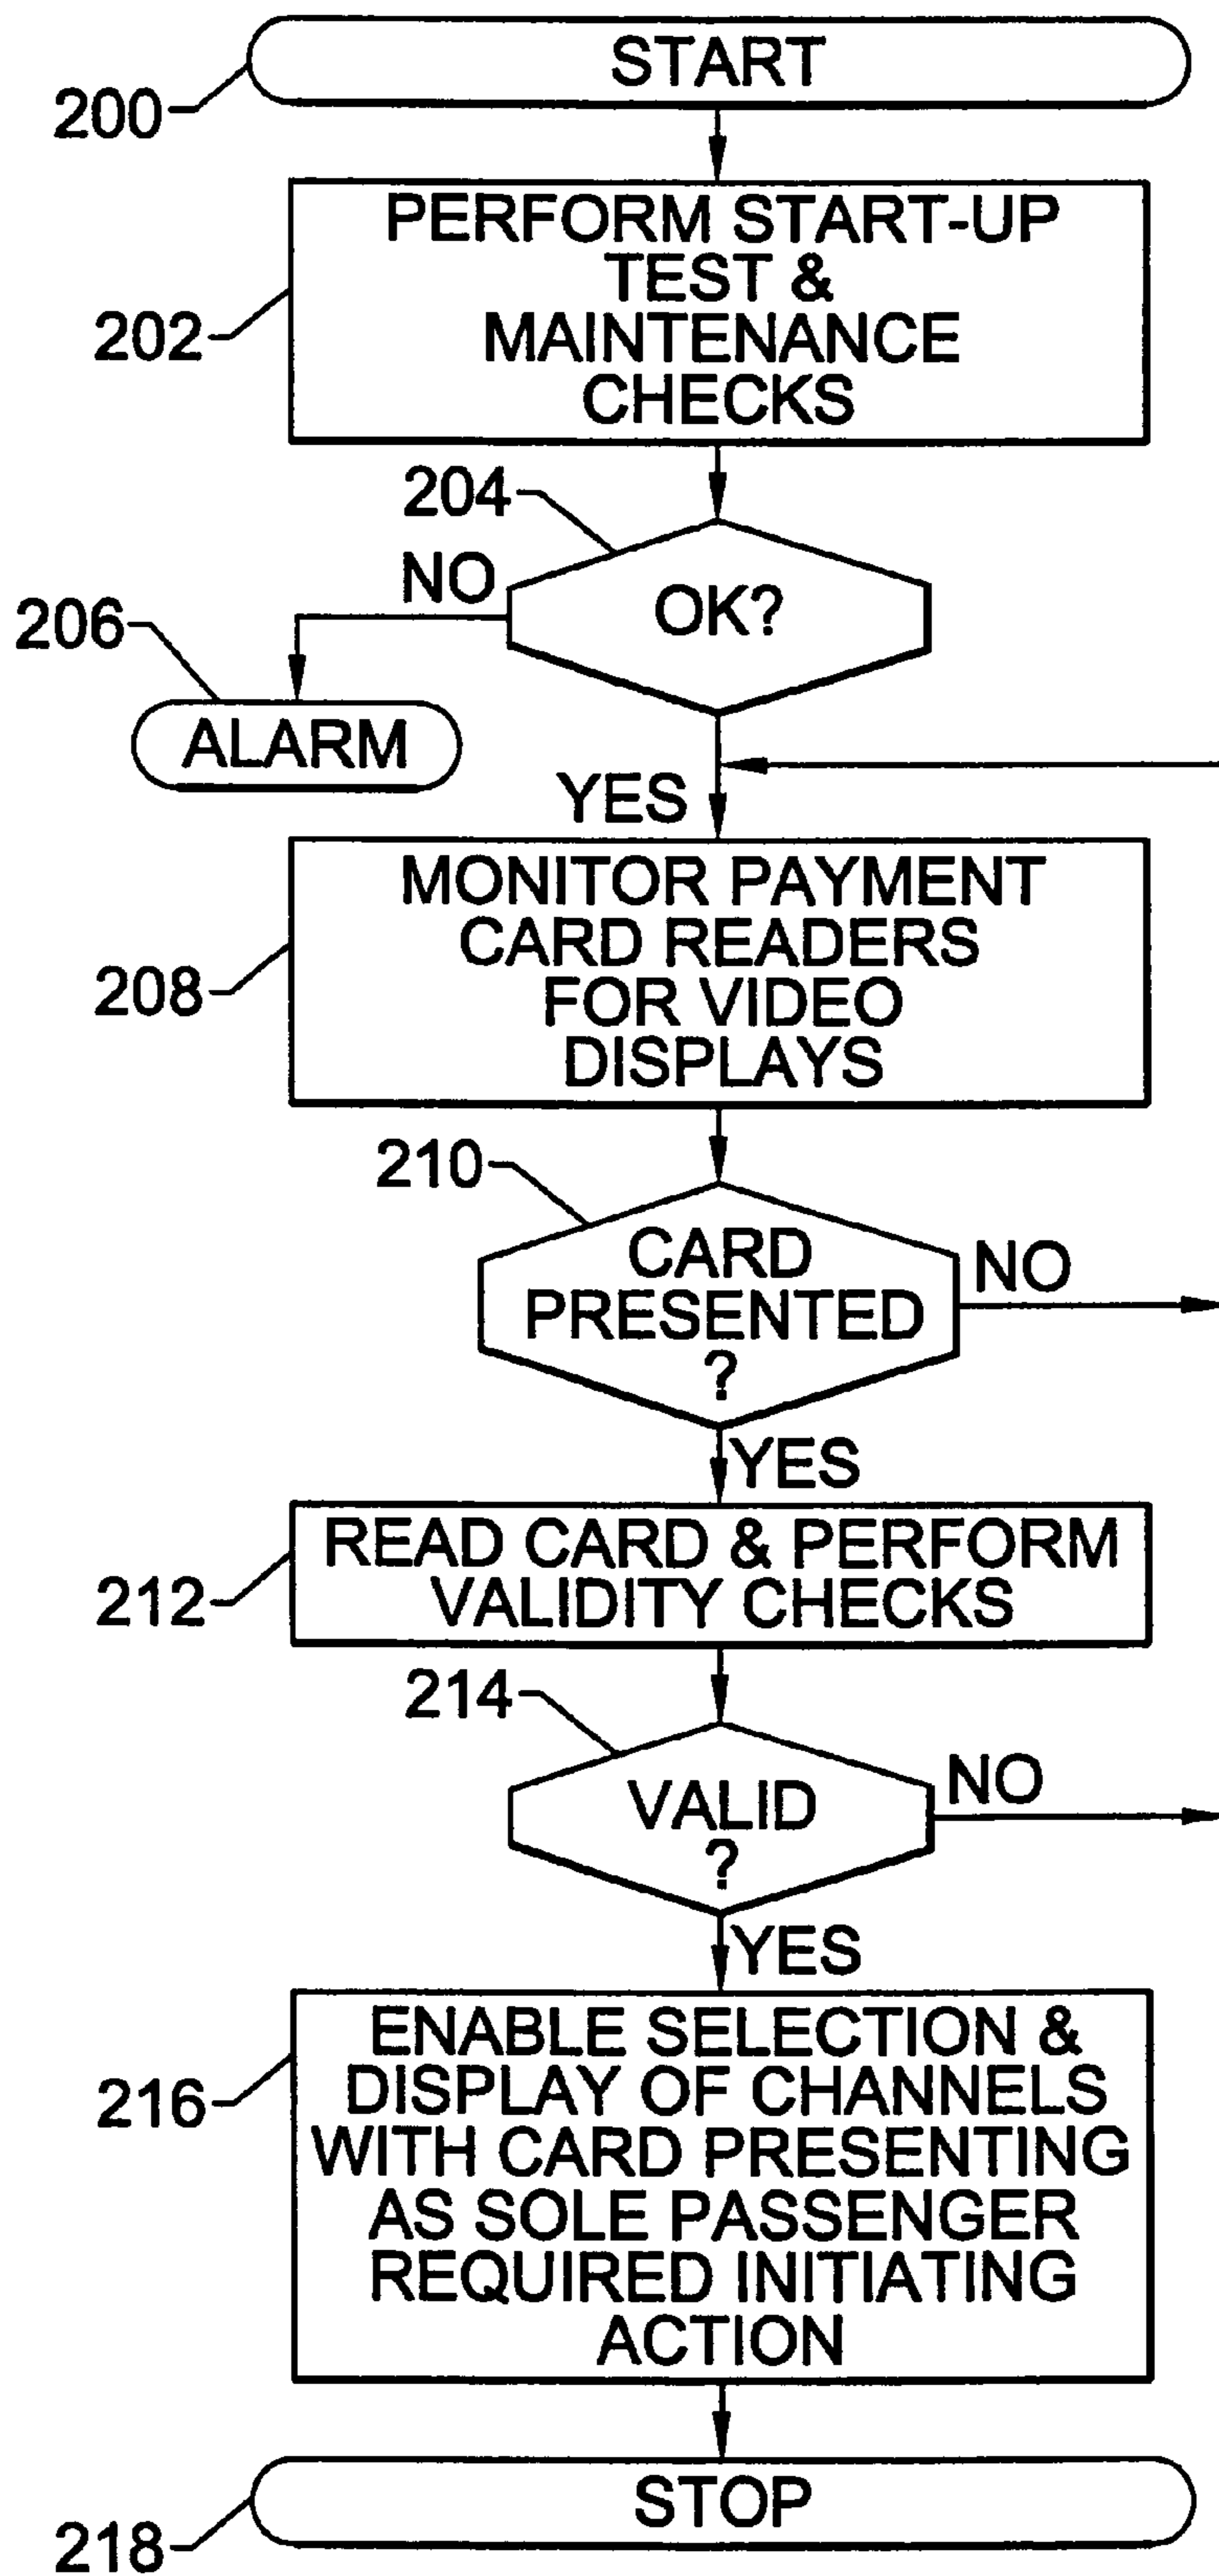 START
200
PERFORM START-UP
TEST &
MAINTENANCE
CHECKS
202
204
NO
OK?
206
ALARM
YES
MONITOR PAYMENT
CARD READERS
FOR VIDEO
DISPLAYS
208
210
CARD
PRESENTED
?
NO
YES
READ CARD & PERFORM
VALIDITY CHECKS
212
214
VALID
?
NO
YES
ENABLE SELECTION &
DISPLAY OF CHANNELS
WITH CARD PRESENTING
AS SOLE PASSENGER
REQUIRED INITIATING
ACTION
216
STOP
218